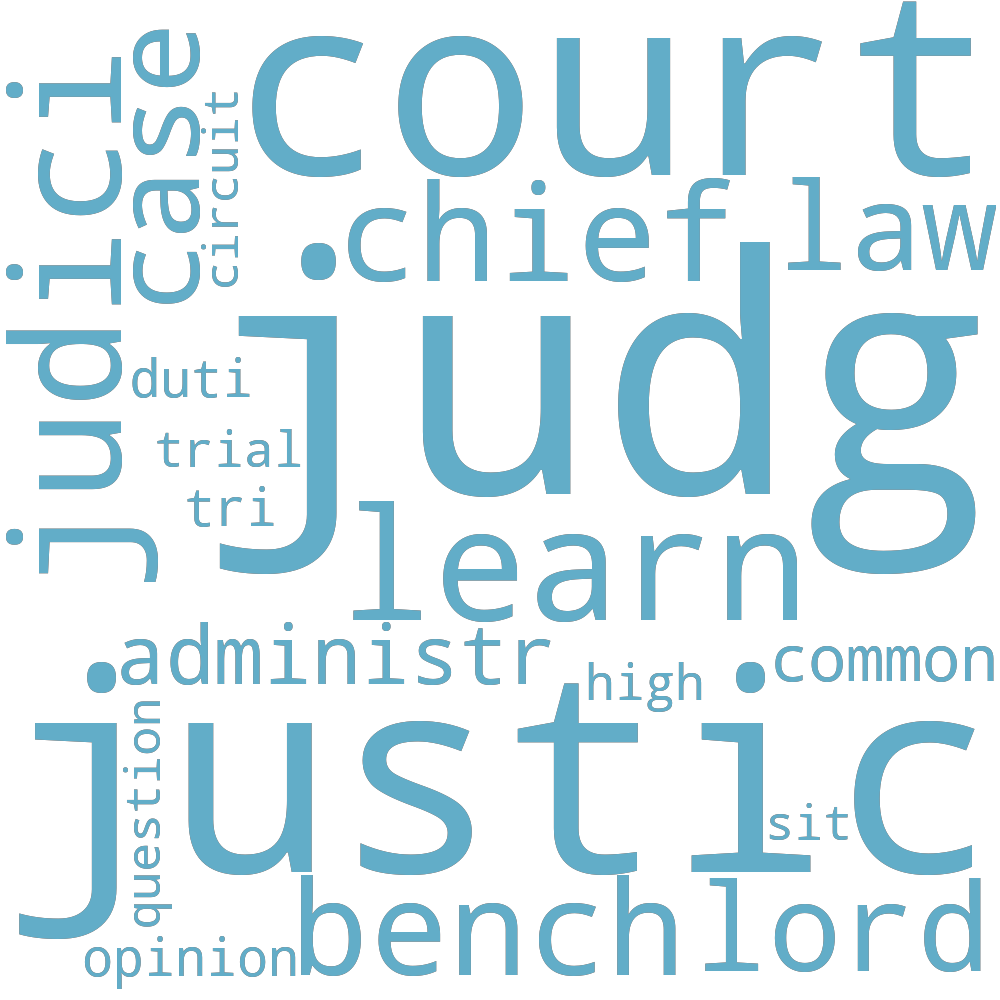 court
judici
case
circuit
chief
law
judg
duti
trial
tri
learn
administr
high
common
justic
question
sit
bench
lord
opinion